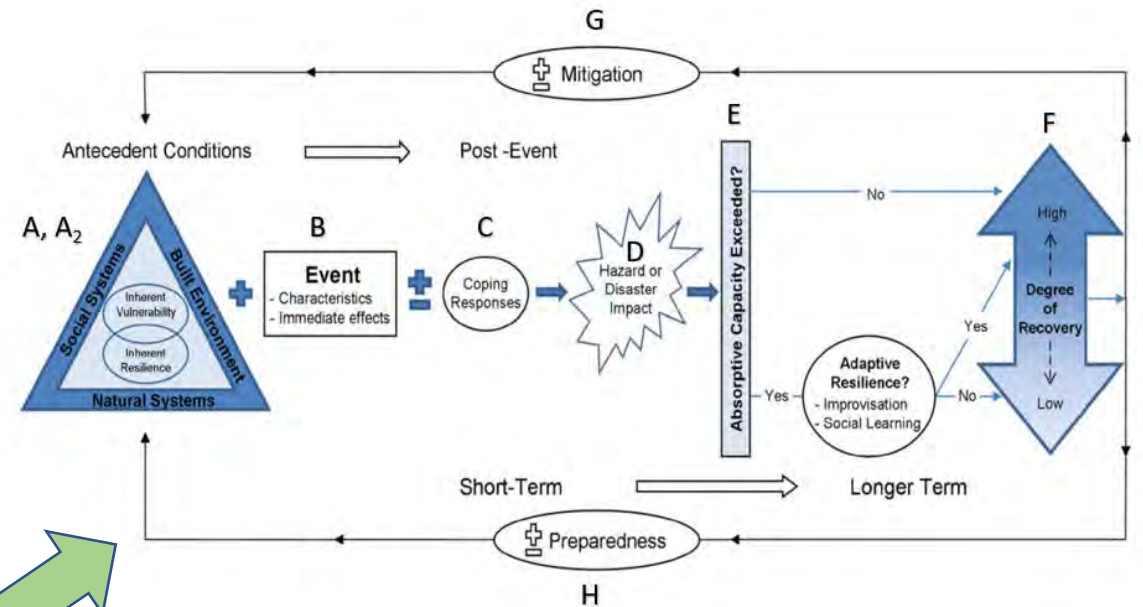 G
Mitigation
Antecedent Conditions
Post -Event
E
F
A, A₂
Social Systems
Built Environment
Natural Systems
Inherent
Vulnerability
Inherent
Resilience
B
Event
- Characteristics
- Immediate effects
C
Coping
Responses
D
Hazard or
Disaster
Impact
Absorptive Capacity Exceeded?
No
Yes
Adaptive
Resilience?
- Improvisation
- Social Learning
Yes
No
High
Degree
of
Recovery
Low
Short-Term
Longer Term
Preparedness
H